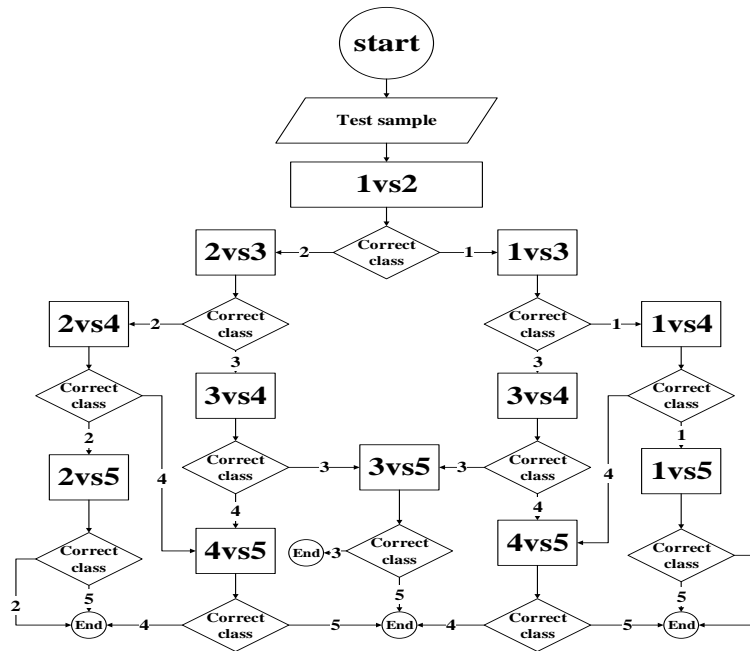 start
Test sample
1vs2
Correct
class
2
1
2vs3
1vs3
Correct
class
Correct
class
2
1
2vs4
1vs4
3
3
Correct
class
3vs4
3vs4
Correct
class
2
4
1
4
2vs5
Correct
class
3
3vs5
3
Correct
class
1vs5
4
4
4vs5
4vs5
Correct
class
End
3
Correct
class
Correct
class
2
5
5
5
End
4
Correct
class
5
End
4
Correct
class
5
End